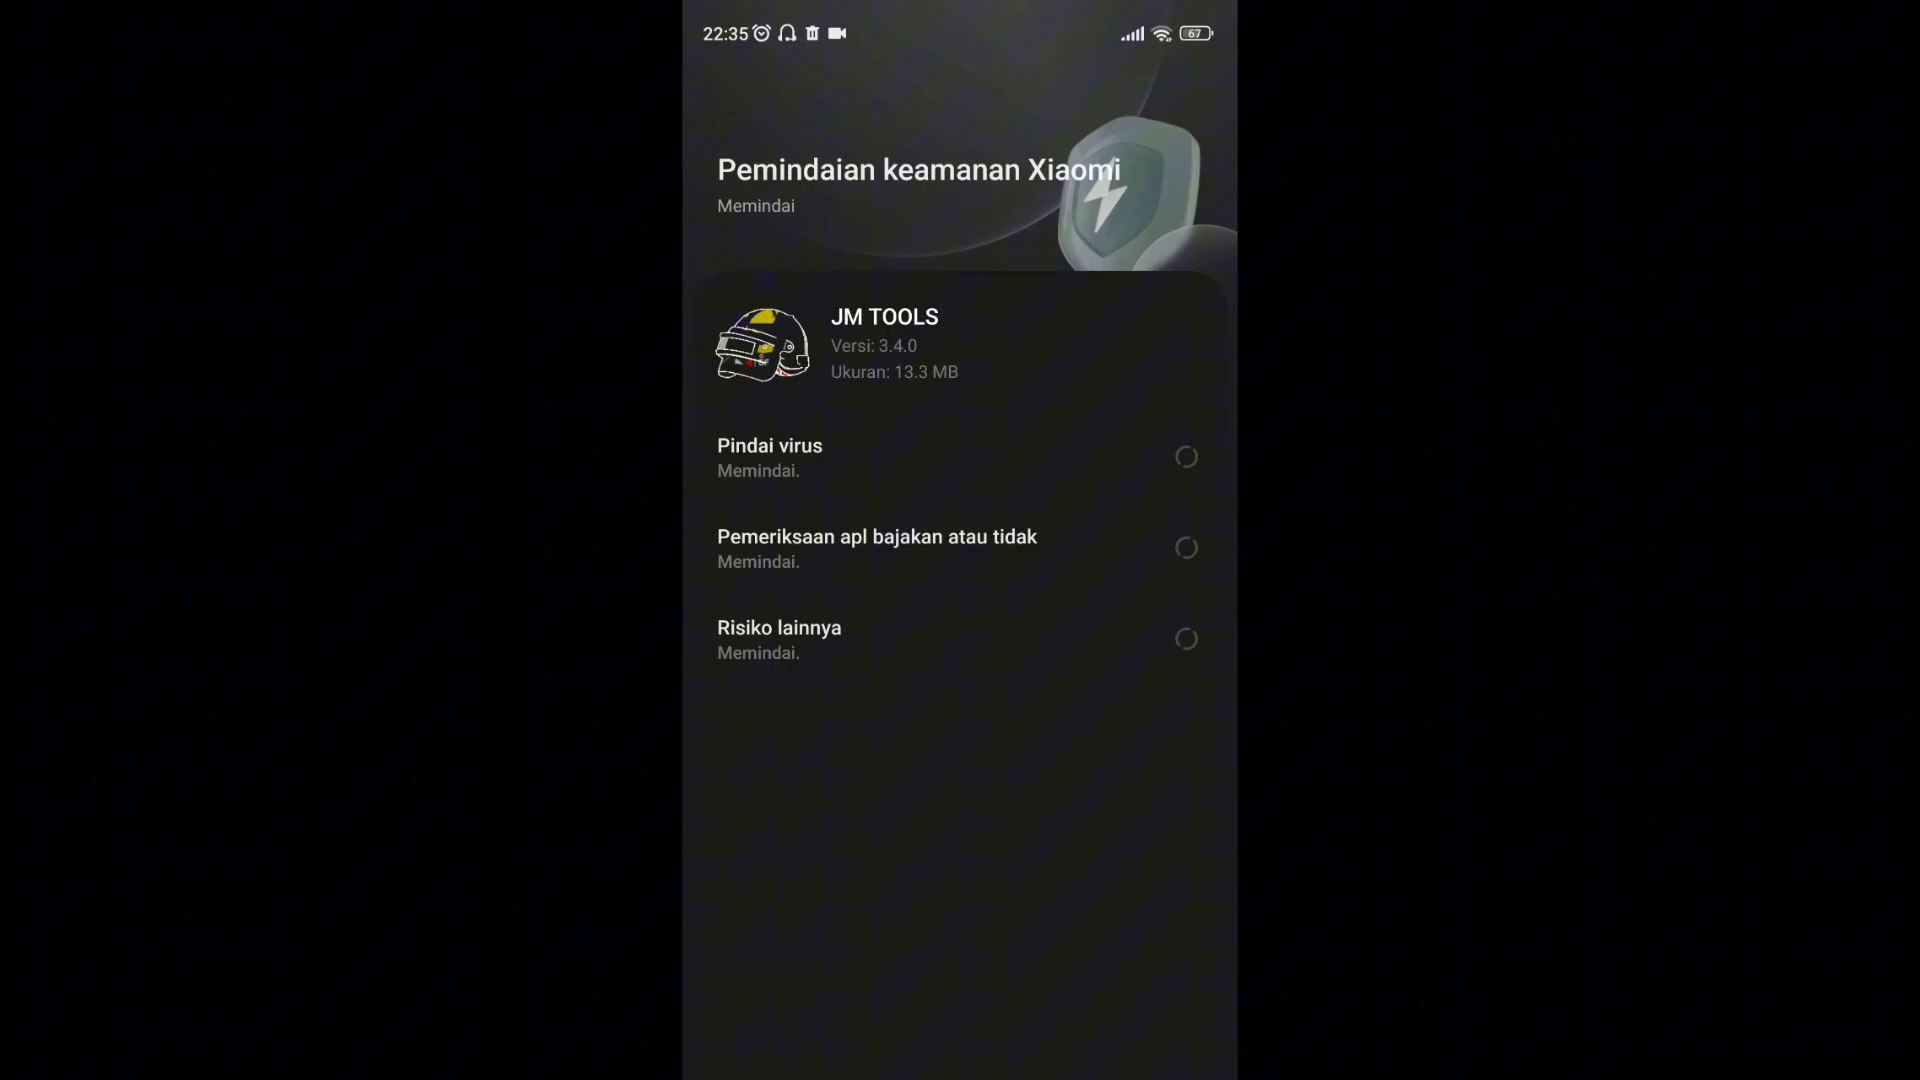 22:35
67
Pemindaian keamanan Xiaomi
Memindai
JM TOOLS
Versi: 3.4.0
Ukuran: 13.3 MB
Pindai virus
Memindai.
Pemeriksaan apl bajakan atau tidak
Memindai.
Risiko lainnya
Memindai.